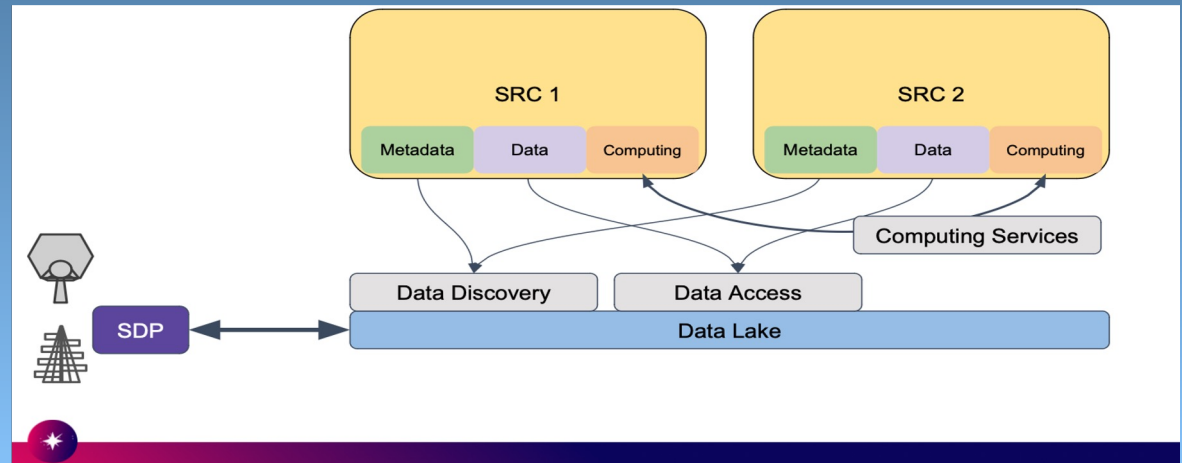 SRC 1
SRC 2
Metadata
Data
Computing
Metadata
Data
Computing
Computing Services
Data Discovery
Data Access
SDP
Data Lake